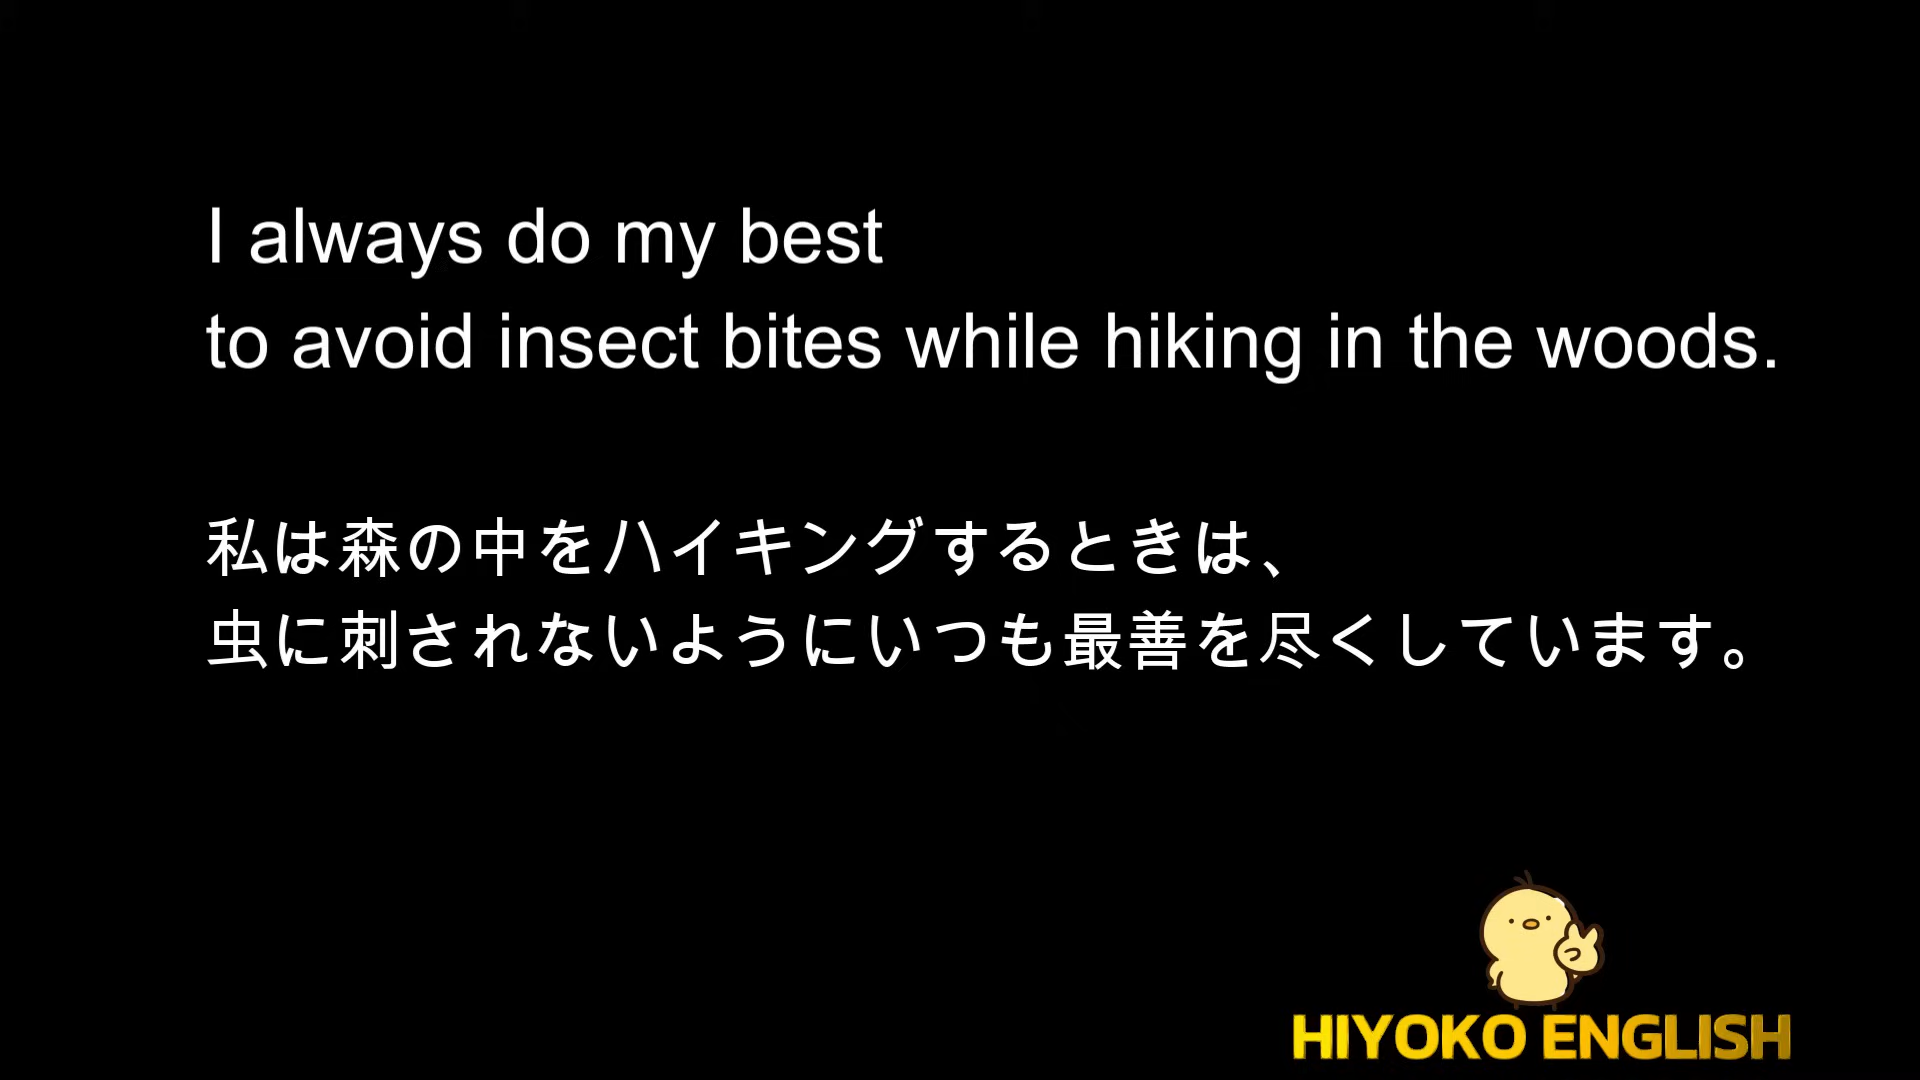 I always do my best
to avoid insect bites while hiking in the woods.
私は森の中をハイキングするときは、
虫に刺されないようにいつも最善を尽くしています。
HIYOKO ENGLISH